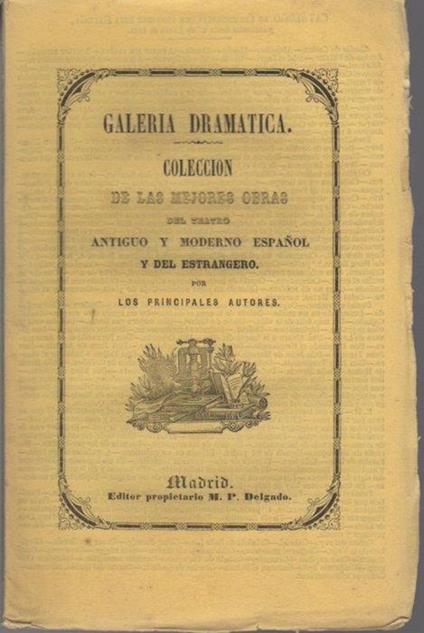 GALERIA DRAMATICA.
COLECCION
DE LAS MEJORES OBRAS
DEL TEATRO
ANTIGUO Y MODERNO ESPAÑOL
Y DEL ESTRANGERO.
POR
LOS PRINCIPALES AUTORES.
Madrid.
Editor propietario M. P. Delgado.